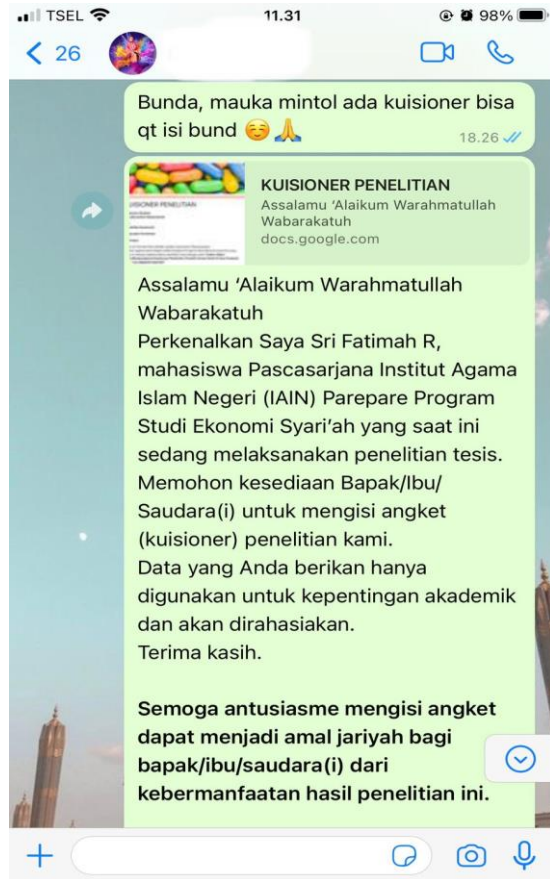 TSEL 11.31 98%
26
Bunda, mauka mintol ada kuisioner bisa
qt isi bund ☺️🙏
18.26
KUISIONER PENELITIAN
KUISIONER PENELITIAN
Assalamu ‘Alaikum Warahmatullah
Wabarakatuh
docs.google.com
Assalamu ‘Alaikum Warahmatullah
Wabarakatuh
Perkenalkan Saya Sri Fatimah R,
mahasiswa Pascasarjana Institut Agama
Islam Negeri (IAIN) Parepare Program
Studi Ekonomi Syari’ah yang saat ini
sedang melaksanakan penelitian tesis.
Memohon kesediaan Bapak/Ibu/
Saudara(i) untuk mengisi angket
(kuisioner) penelitian kami.
Data yang Anda berikan hanya
digunakan untuk kepentingan akademik
dan akan dirahasiakan.
Terima kasih.
Semoga antusiasme mengisi angket
dapat menjadi amal jariyah bagi
bapak/ibu/saudara(i) dari
kebermanfaatan hasil penelitian ini.